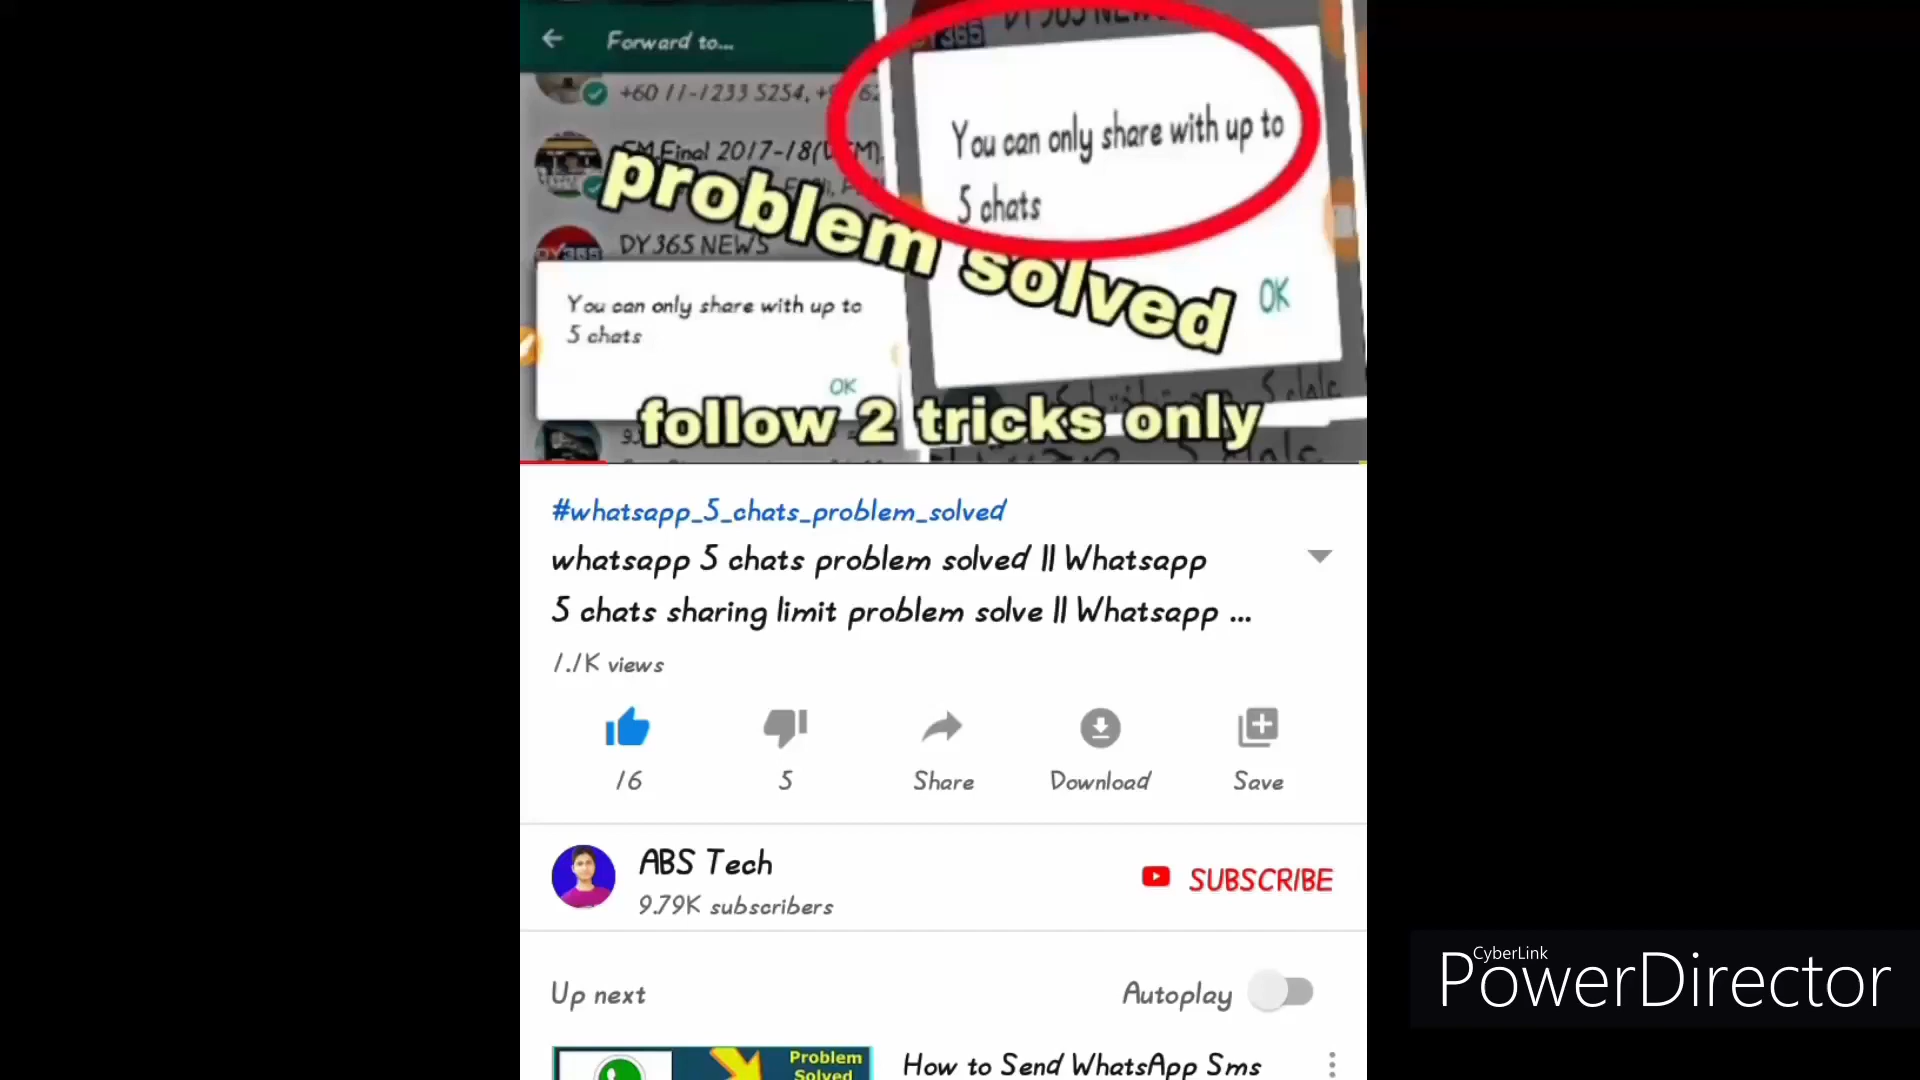 Forward to...
+60 11-1233 5254,
Final 2017-18
DY365 NEWS
You can only share with up to
5 chats
OK
You can only share with up to
5 chats
OK
problem solved
follow 2 tricks only
#whatsapp_5_chats_problem_solved
whatsapp 5 chats problem solved || Whatsapp
5 chats sharing limit problem solve || Whatsapp ...
1.1K views
16
5
Share
Download
Save
ABS Tech
9.79K subscribers
SUBSCRIBE
Up next
Autoplay
Problem
Solved
How to Send WhatsApp Sms
CyberLink
PowerDirector